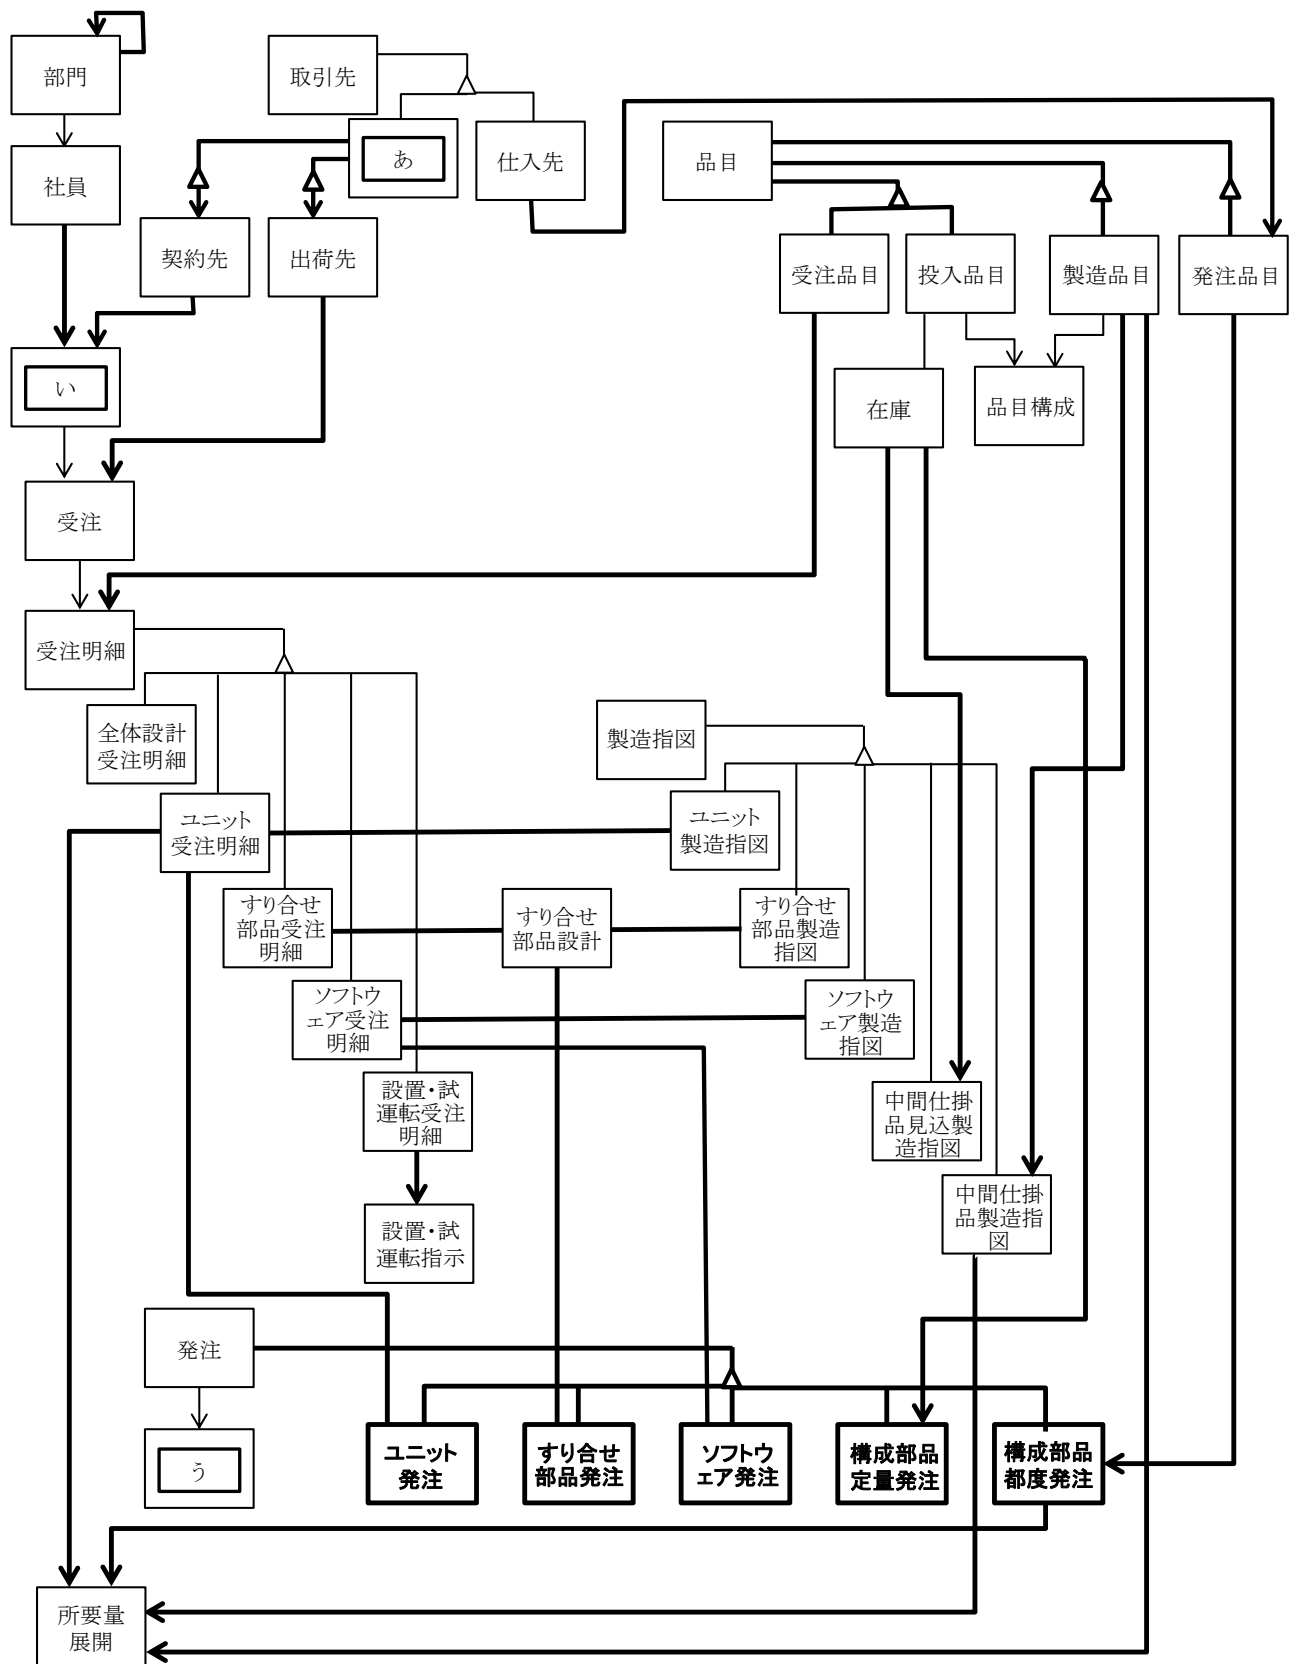 部門
取引先
あ
仕入先
品目
社員
契約先
出荷先
受注品目
投入品目
製造品目
発注品目
い
在庫
品目構成
受注
受注明細
全体設計
受注明細
製造指図
ユニット
受注明細
ユニット
製造指図
すり合せ
部品受注
明細
すり合せ
部品設計
すり合せ
部品製造
指図
ソフトウ
ェア受注
明細
ソフトウ
ェア製造
指図
設置・試
運転受注
明細
中間仕掛
品見込製
造指図
中間仕掛
品製造指
図
設置・試
運転指示
発注
う
ユニット
発注
すり合せ
部品発注
ソフトウ
ェア発注
構成部品
定量発注
構成部品
都度発注
所要量
展開